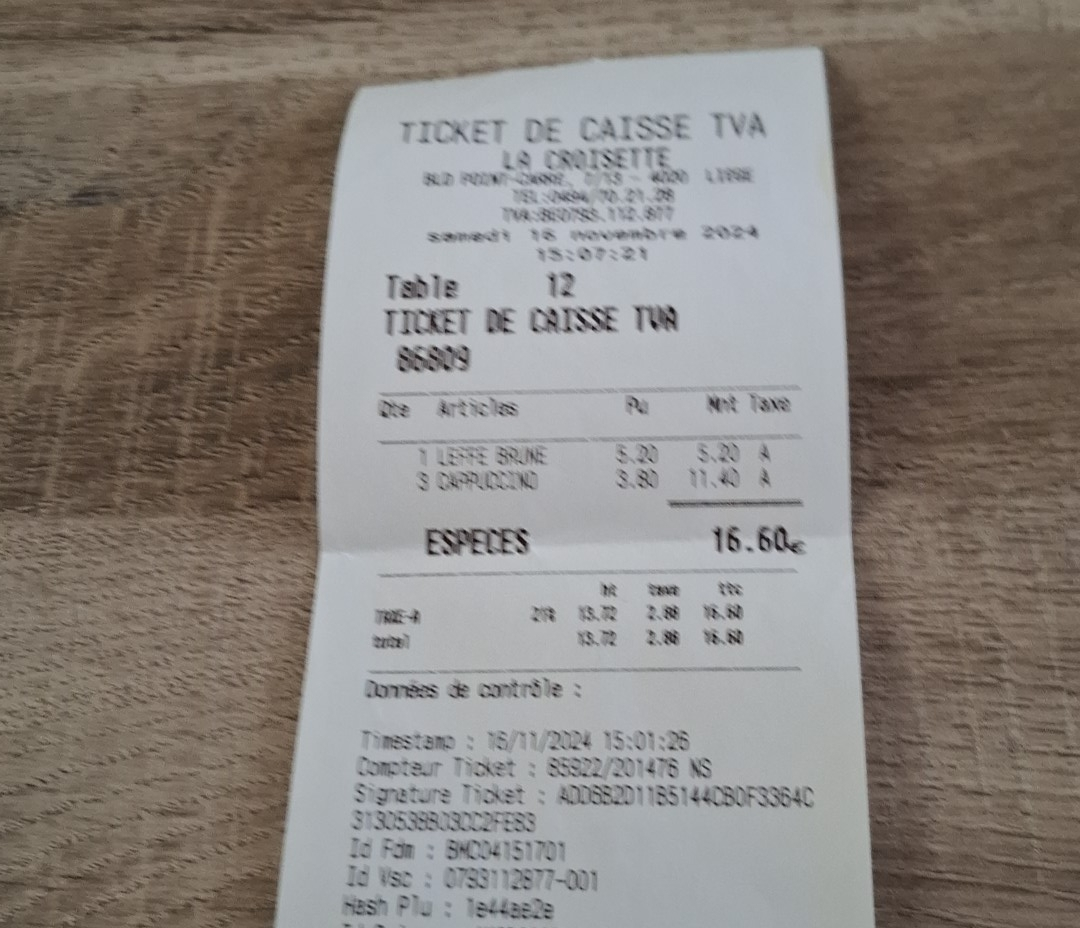 TICKET DE CAISSE TVA
LA CROISETTE
4020 LIEGE
samedi 16 novembre 2024
15:07:21
Table 12
TICKET DE CAISSE TVA
86809
Qte Articles Pu Mnt Taxe
1 LEFFE BRUNE 5.20 5.20 A
3 CAPPUCCINO 3.80 11.40 A
ESPECES 16.60€
ht taxe ttc
TAXE-A 21% 13.72 2.88 16.60
total 13.72 2.88 16.60
Données de contrôle :
Timestamp : 16/11/2024 15:01:26
Compteur Ticket : 85922/201476 NS
Signature Ticket :
Id Fdm : BMC04151701
Id Vsc : 0793112877-001
Hash Plu : 1e44ae2e